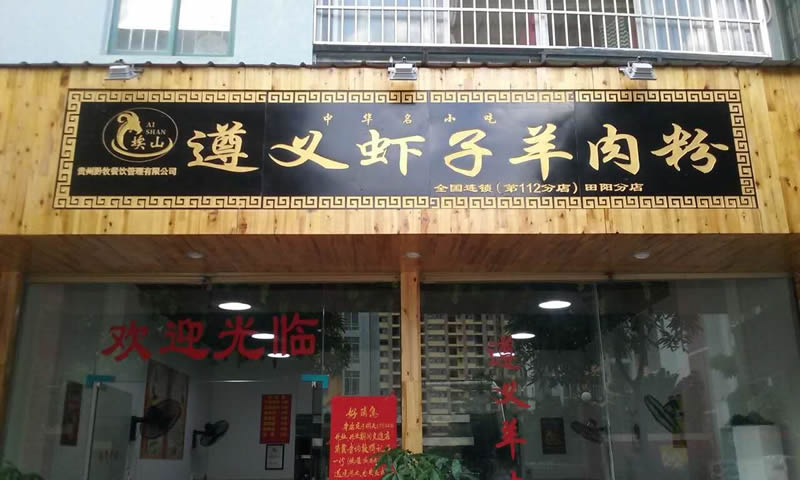 中华名小吃
AI
SHAN
挨山
遵义虾子羊肉粉
贵州黔牧餐饮管理有限公司
全国连锁（第112分店）田阳分店
欢迎光临
遵义羊
好消息